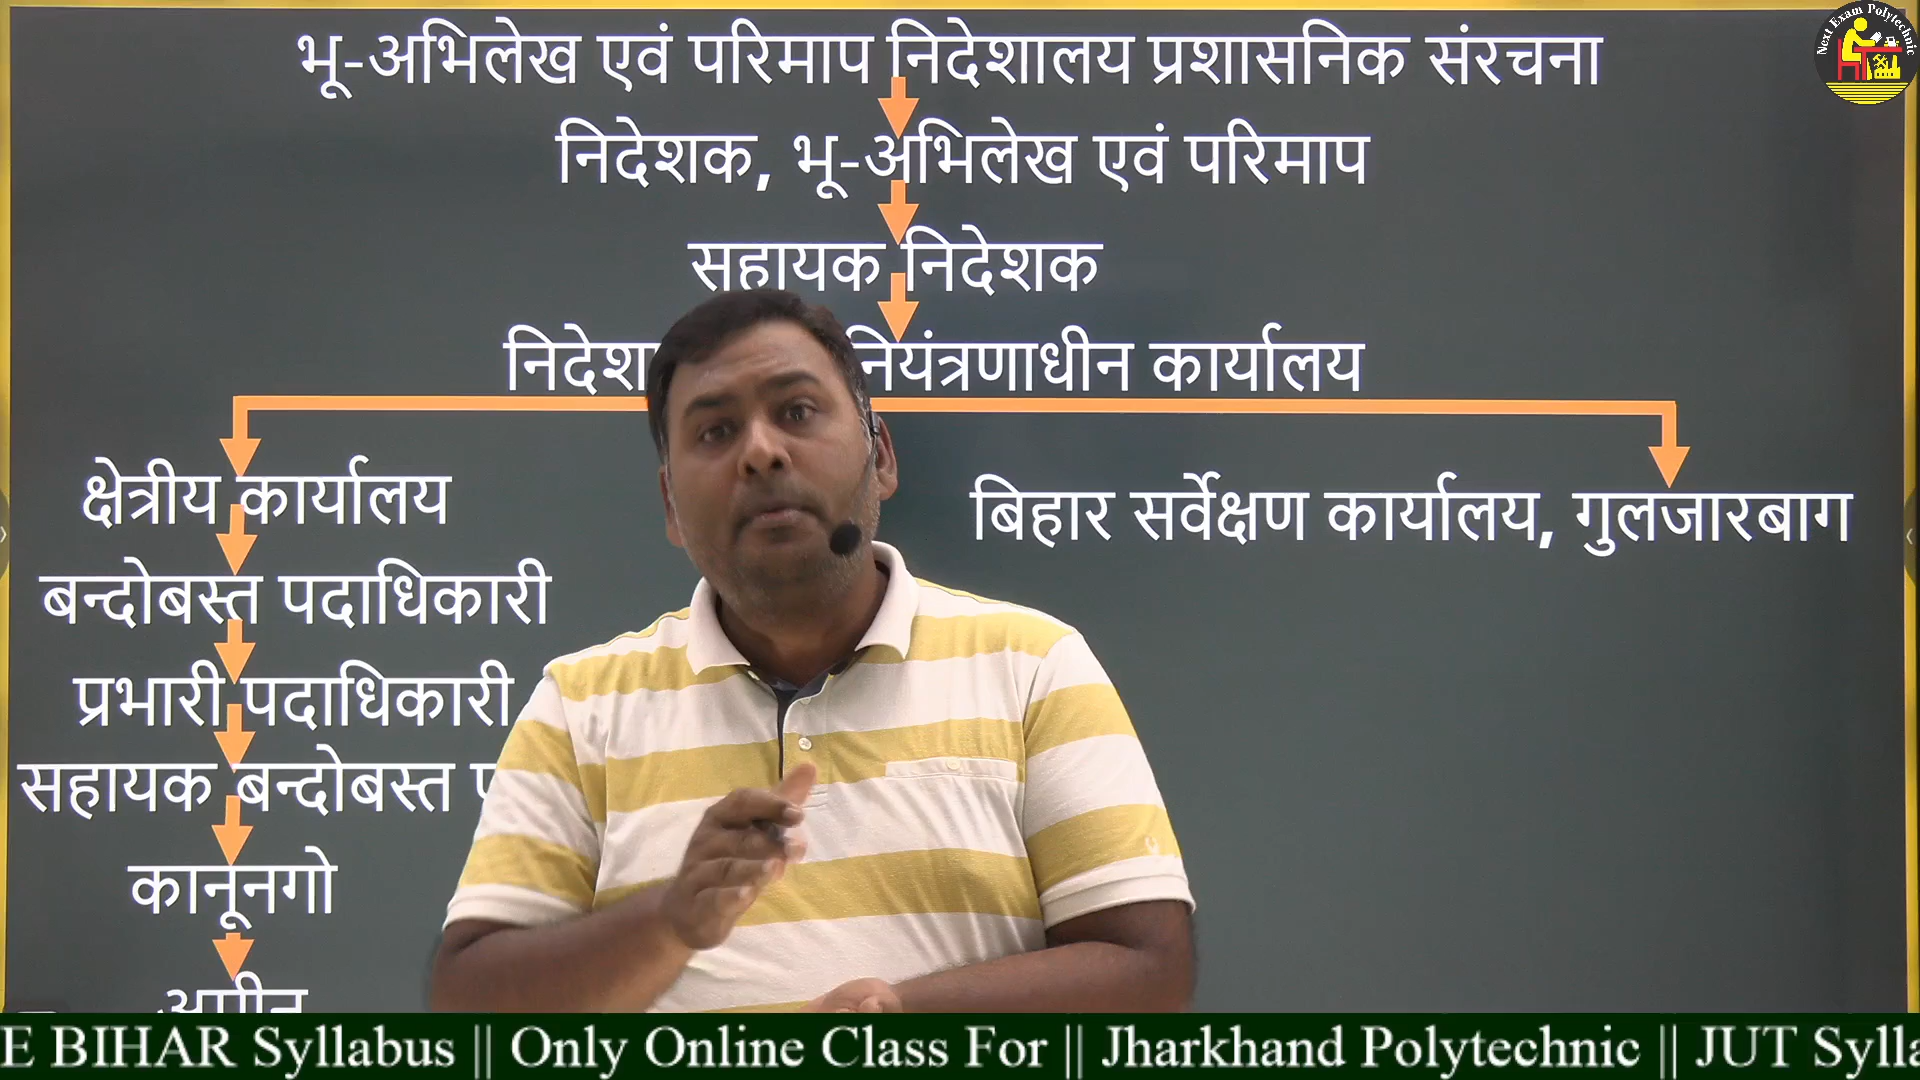 भू-अभिलेख एवं परिमाप निदेशालय प्रशासनिक संरचना
निदेशक, भू-अभिलेख एवं परिमाप
सहायक निदेशक
नियंत्रणाधीन कार्यालय
क्षेत्रीय कार्यालय
बिहार सर्वेक्षण कार्यालय, गुलजारबाग
बन्दोबस्त पदाधिकारी
प्रभारी पदाधिकारी
सहायक बन्दोबस्त
कानूनगो
Next Exam Polytechnic
E BIHAR Syllabus || Only Online Class For || Jharkhand Polytechnic || JUT Sylla